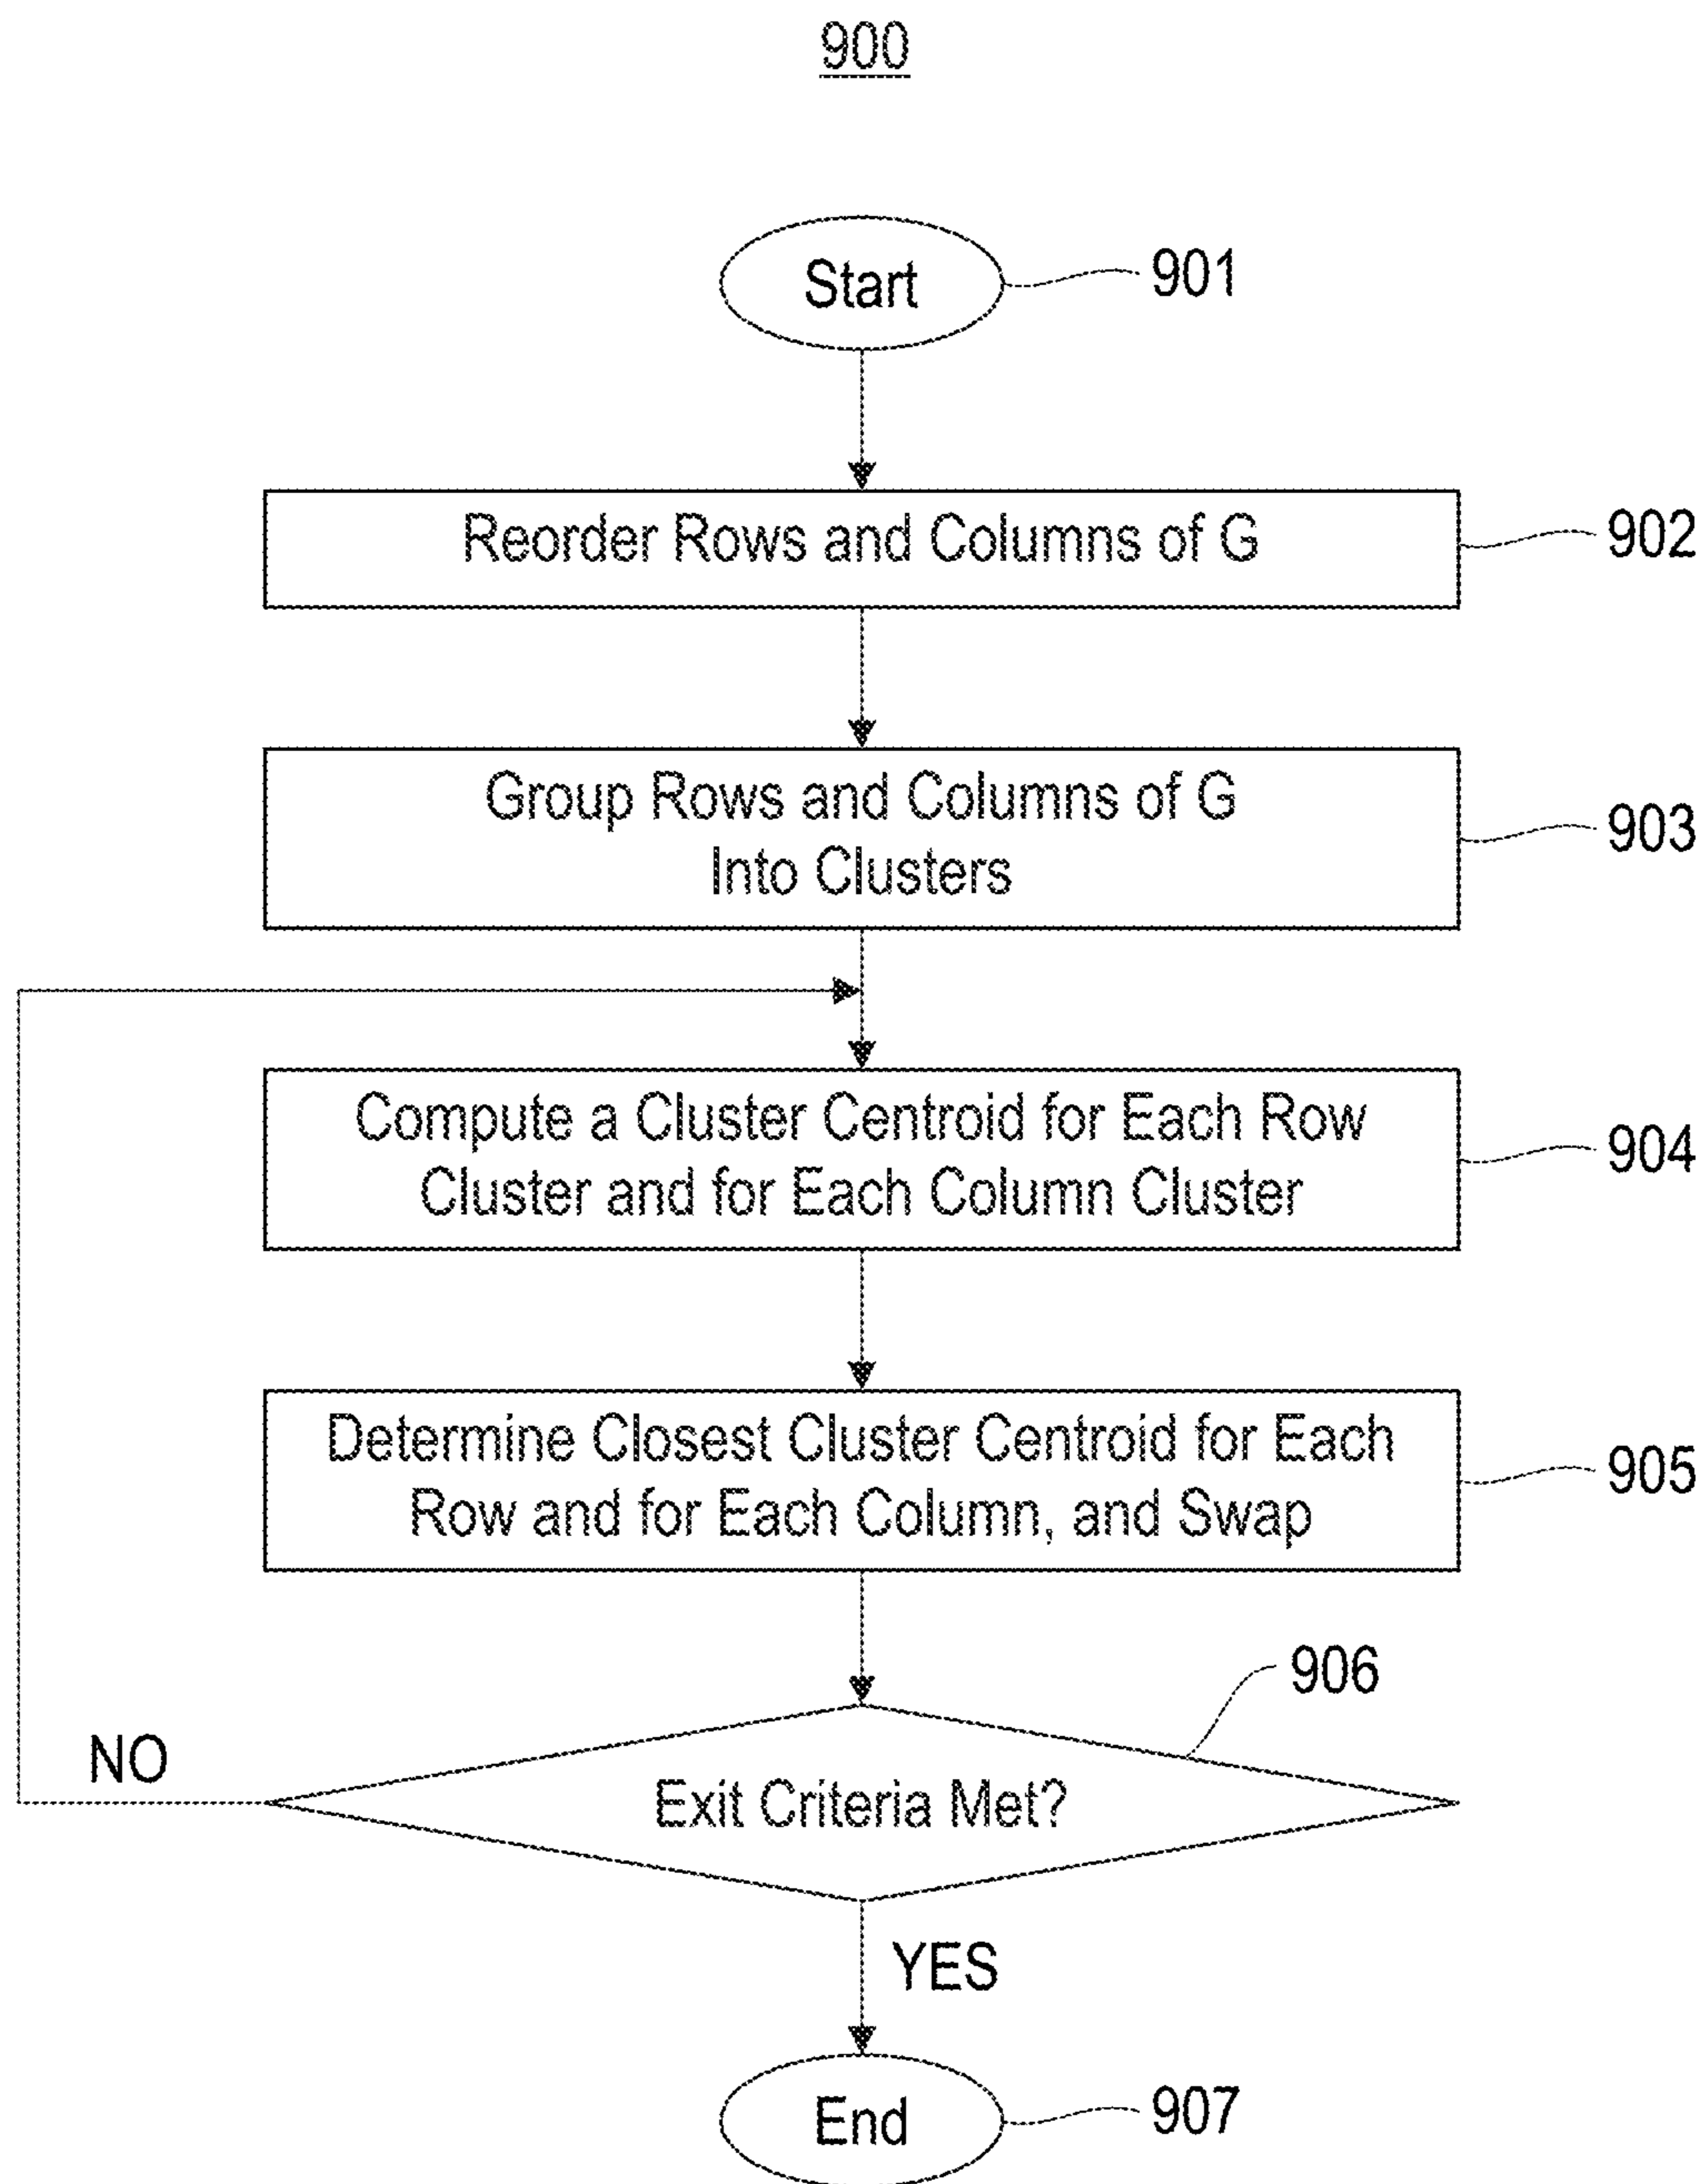 900
Start
901
Reorder Rows and Columns of G
902
Group Rows and Columns of G
Into Clusters
903
Compute a Cluster Centroid for Each Row
Cluster and for Each Column Cluster
904
Determine Closest Cluster Centroid for Each
Row and for Each Column, and Swap
905
906
NO
Exit Criteria Met?
YES
End
907